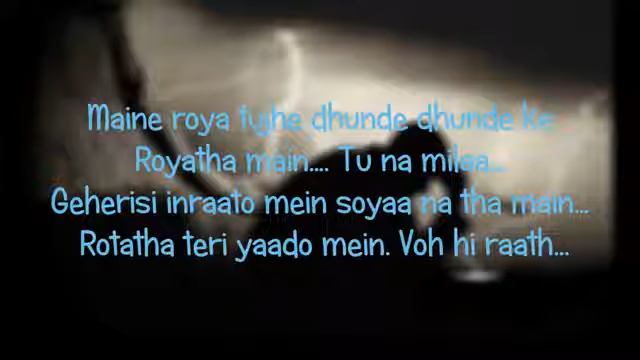 Maine roya tujhe dhunde dhunde ke
Royatha main.... Tu na milaa...
Geherisi inraato mein soyaa na tha main...
Rotatha teri yaado mein. Voh hi raath...